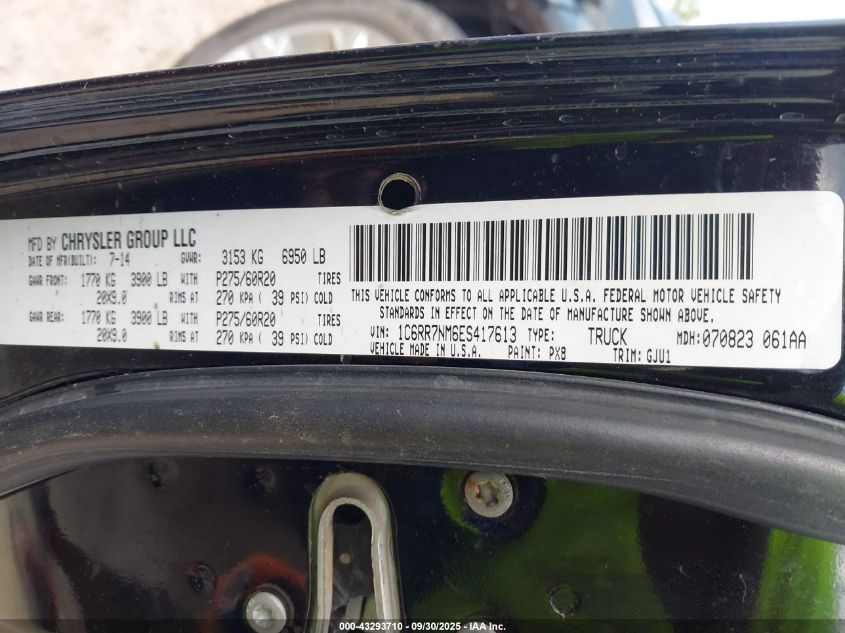 MFD BY CHRYSLER GROUP LLC
DATE OF MFR(BUILT): 7-14 GVWR: 3153 KG 6950 LB
GAWR FRONT: 1770 KG 3900 LB WITH P275/60R20 TIRES
20X9.0 RIMS AT 270 KPA ( 39 PSI) COLD
GAWR REAR: 1770 KG 3900 LB WITH P275/60R20 TIRES
20X9.0 RIMS AT 270 KPA ( 39 PSI) COLD
THIS VEHICLE CONFORMS TO ALL APPLICABLE U.S.A. FEDERAL MOTOR VEHICLE SAFETY
STANDARDS IN EFFECT ON THE DATE OF MANUFACTURE SHOWN ABOVE.
VIN: 1C6RR7NM6ES417613 TYPE: TRUCK MDH:070823 061AA
VEHICLE MADE IN U.S.A. PAINT: PX8 TRIM: GJU1
000-43293710 - 09/30/2025 - IAA Inc.